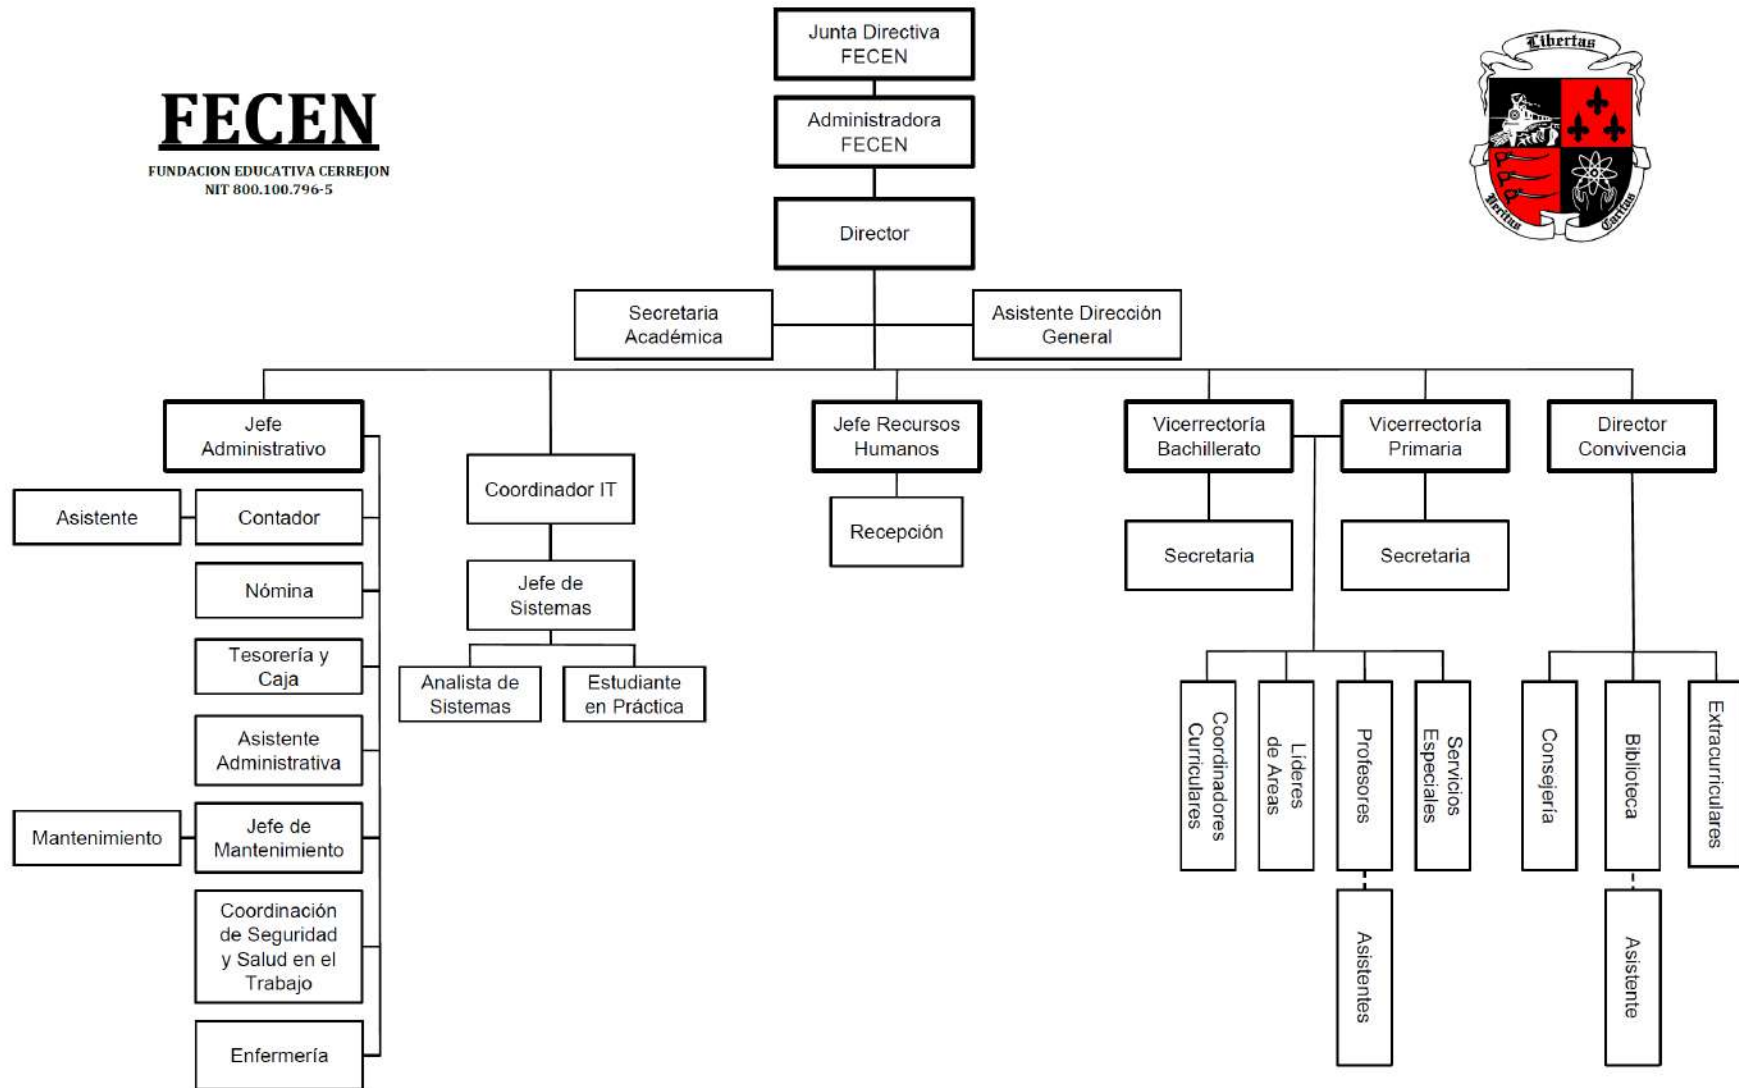 Junta Directiva
FECEN
Libertas
Veritas
Caritas
FECEN
FUNDACION EDUCATIVA CERREJON
NIT 800.100.796-5
Administradora
FECEN
Director
Secretaria
Académica
Asistente Dirección
General
Jefe
Administrativo
Jefe Recursos
Humanos
Vicerrectoría
Bachillerato
Vicerrectoría
Primaria
Director
Convivencia
Asistente
Contador
Coordinador IT
Recepción
Secretaria
Secretaria
Nómina
Jefe de
Sistemas
Tesorería y
Caja
Analista de
Sistemas
Estudiante
en Práctica
Asistente
Administrativa
Coordinadores
Curriculares
Líderes
de Areas
Profesores
Servicios
Especiales
Consejería
Biblioteca
Extracurriculares
Mantenimiento
Jefe de
Mantenimiento
Coordinación
de Seguridad
y Salud en el
Trabajo
Asistentes
Asistente
Enfermería